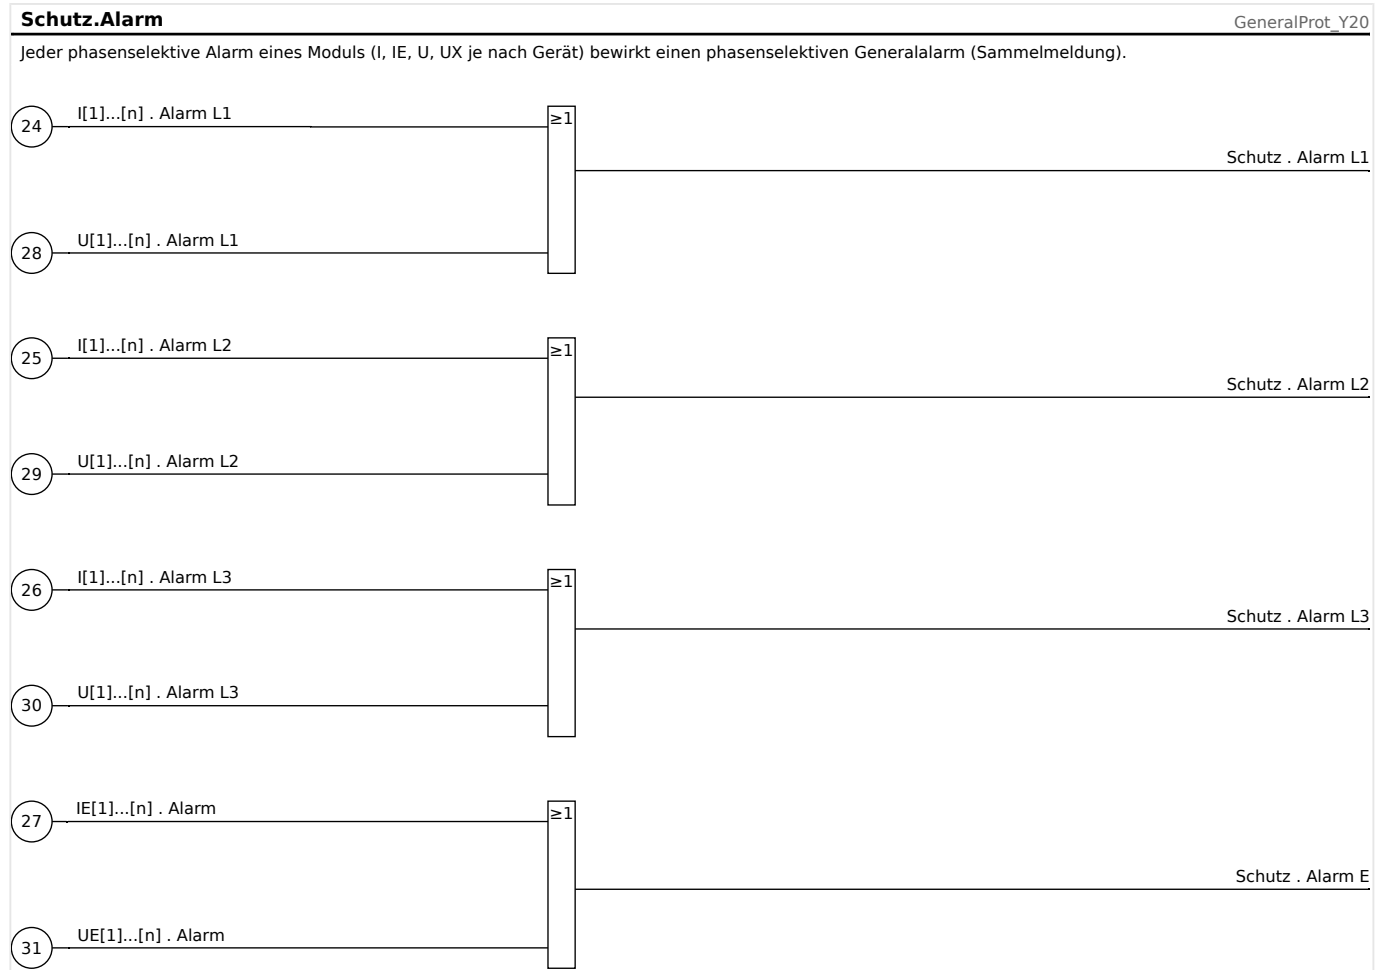 Schutz.Alarm
GeneralProt_Y20
Jeder phasenselektive Alarm eines Moduls (I, IE, U, UX je nach Gerät) bewirkt einen phasenselektiven Generalalarm (Sammelmeldung).
24 I[1]...[n] . Alarm L1
≥1
Schutz . Alarm L1
28 U[1]...[n] . Alarm L1
25 I[1]...[n] . Alarm L2
≥1
Schutz . Alarm L2
29 U[1]...[n] . Alarm L2
26 I[1]...[n] . Alarm L3
≥1
Schutz . Alarm L3
30 U[1]...[n] . Alarm L3
27 IE[1]...[n] . Alarm
≥1
Schutz . Alarm E
31 UE[1]...[n] . Alarm